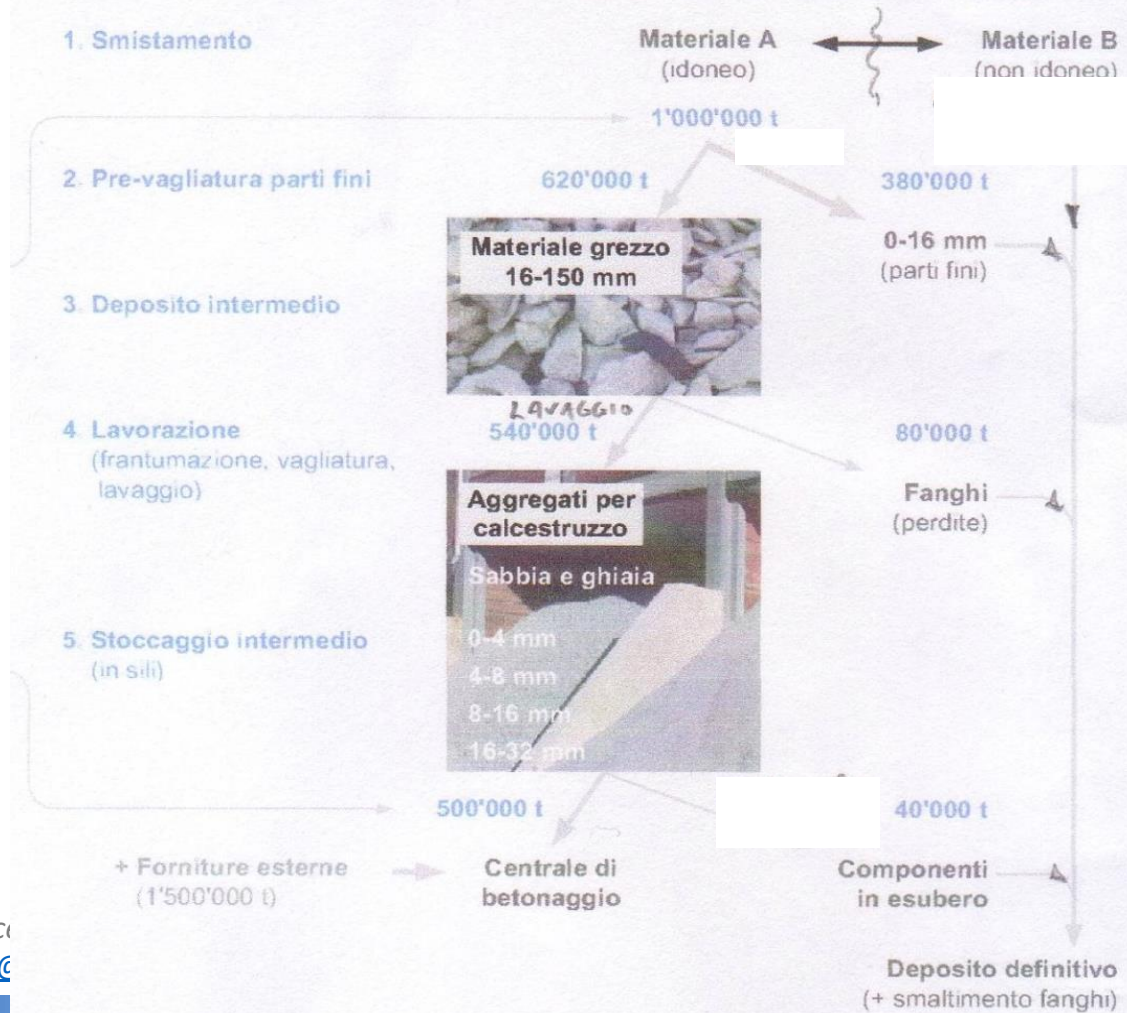 1. Smistamento
Materiale A
(idoneo)
Materiale B
(non idoneo)
1'000'000 t
2. Pre-vagliatura parti fini
620'000 t
380'000 t
Materiale grezzo
16-150 mm
0-16 mm
(parti fini)
3. Deposito intermedio
LAVAGGIO
4. Lavorazione
(frantumazione, vagliatura,
lavaggio)
540'000 t
80'000 t
Aggregati per
calcestruzzo
Fanghi
(perdite)
Sabbia e ghiaia
0-4 mm
4-8 mm
8-16 mm
16-32 mm
5. Stoccaggio intermedio
(in sili)
500'000 t
40'000 t
+ Forniture esterne
(1'500'000 t)
Centrale di
betonaggio
Componenti
in esubero
Deposito definitivo
(+ smaltimento fanghi)